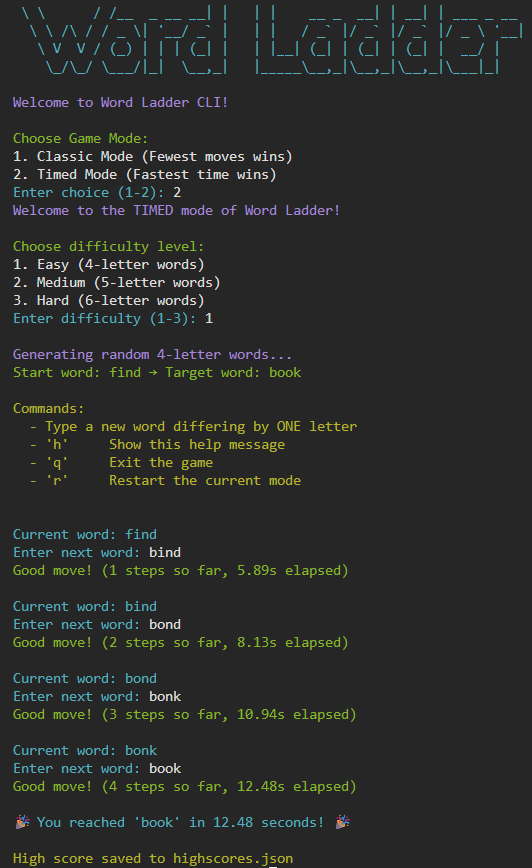 Word Ladder
Welcome to Word Ladder CLI!
Choose Game Mode:
1. Classic Mode (Fewest moves wins)
2. Timed Mode (Fastest time wins)
Enter choice (1-2): 2
Welcome to the TIMED mode of Word Ladder!
Choose difficulty level:
1. Easy (4-letter words)
2. Medium (5-letter words)
3. Hard (6-letter words)
Enter difficulty (1-3): 1
Generating random 4-letter words...
Start word: find → Target word: book
Commands:
- Type a new word differing by ONE letter
- 'h' Show this help message
- 'q' Exit the game
- 'r' Restart the current mode
Current word: find
Enter next word: bind
Good move! (1 steps so far, 5.89s elapsed)
Current word: bind
Enter next word: bond
Good move! (2 steps so far, 8.13s elapsed)
Current word: bond
Enter next word: bonk
Good move! (3 steps so far, 10.94s elapsed)
Current word: bonk
Enter next word: book
Good move! (4 steps so far, 12.48s elapsed)
🎉 You reached 'book' in 12.48 seconds! 🎉
High score saved to highscores.json